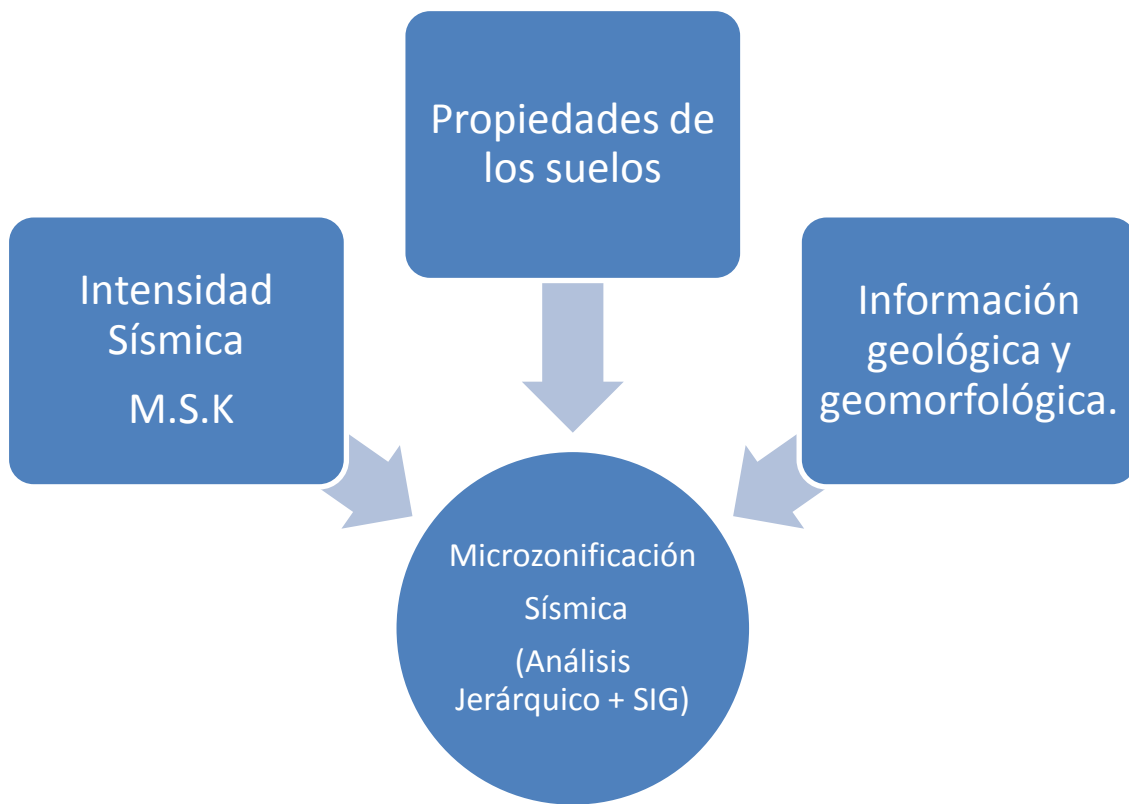 Propiedades de
los suelos
Intensidad
Sísmica
M.S.K
Información
geológica y
geomorfológica.
Microzonificación
Sísmica
(Análisis
Jerárquico + SIG)